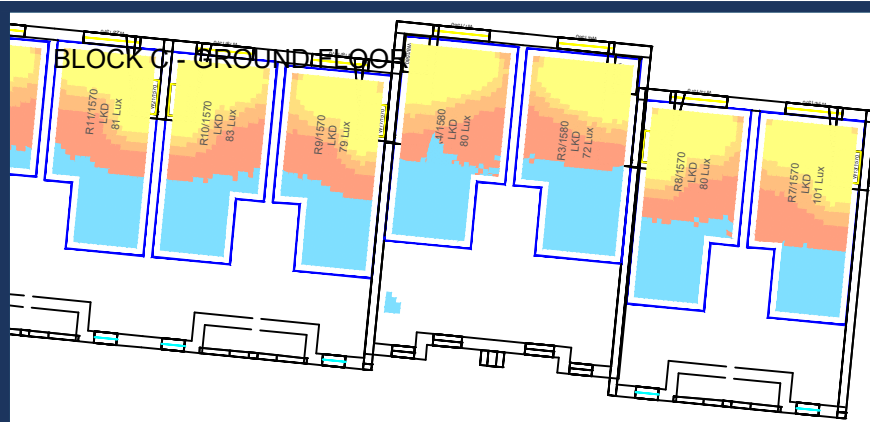 BLOCK C - GROUND FLOOR
R11/1570
LKD
81 Lux
R10/1570
LKD
83 Lux
R9/1570
LKD
79 Lux
4/1580
LKD
80 Lux
R3/1580
LKD
72 Lux
R8/1570
LKD
80 Lux
R7/1570
LKD
101 Lux